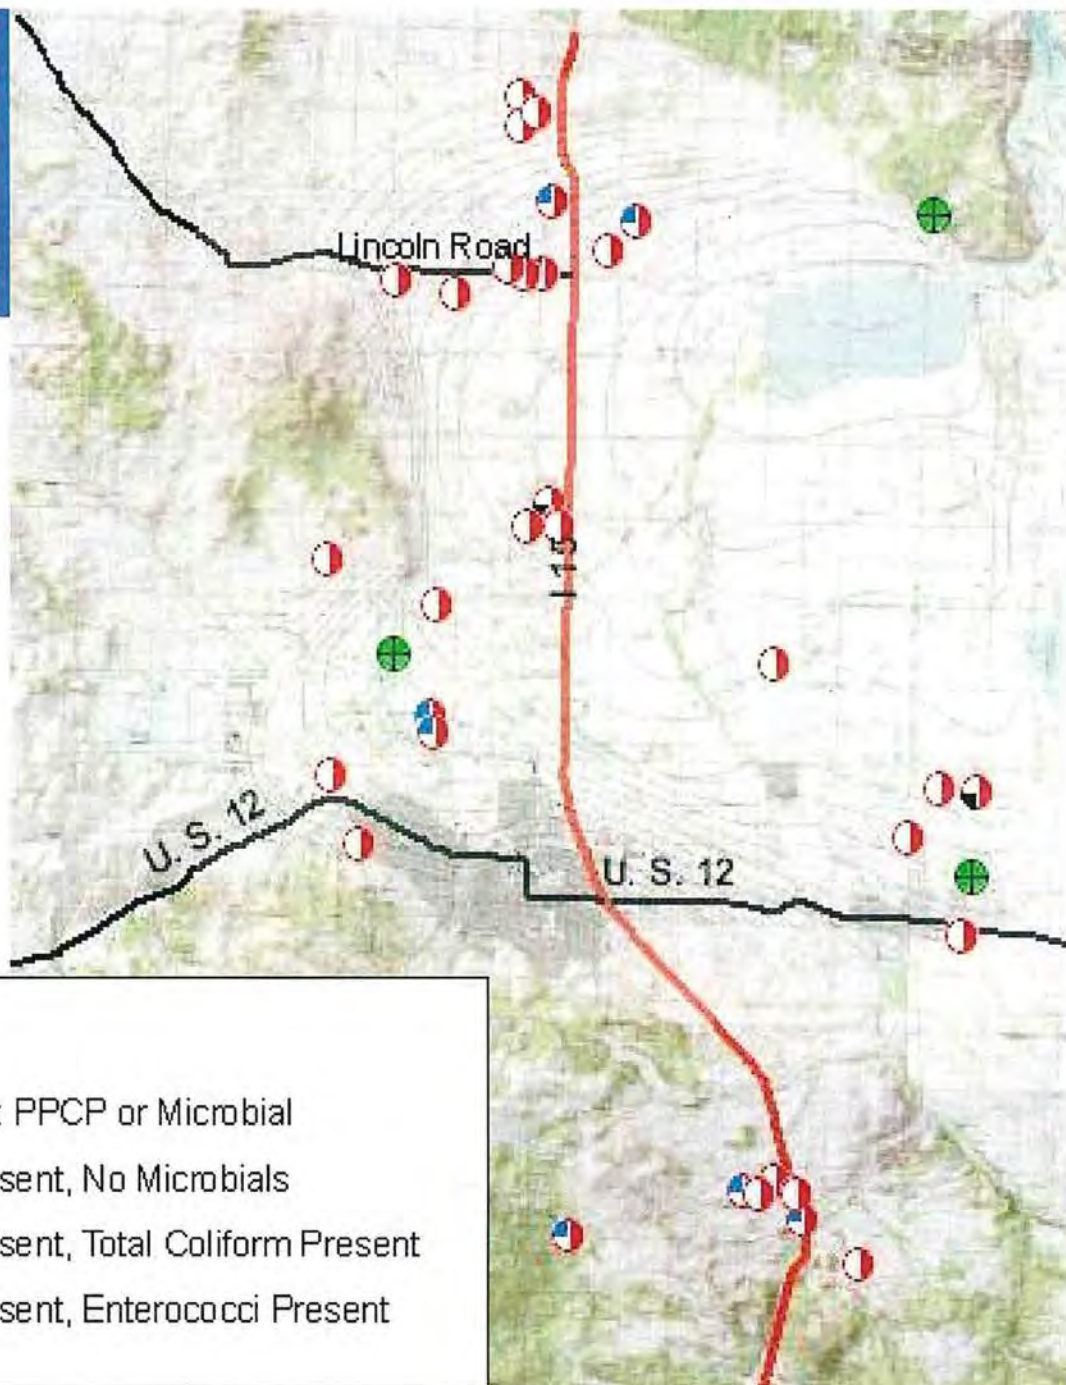 Lincoln Road
I 15
U. S. 12
U. S. 12
PPCP or Microbial
sent, No Microbials
sent, Total Coliform Present
sent, Enterococci Present